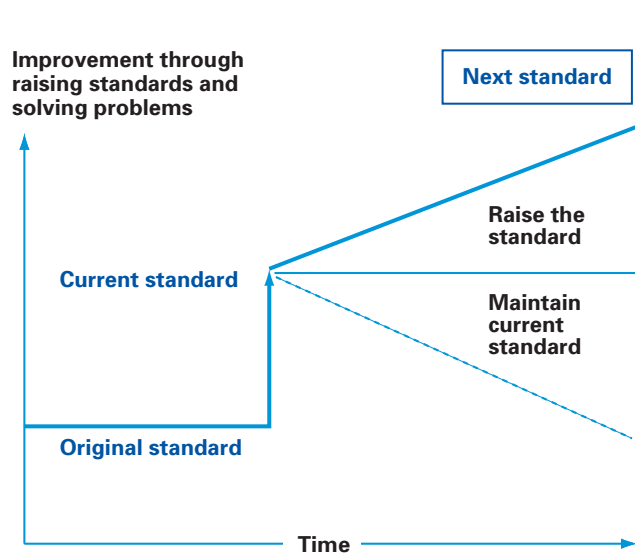 Improvement through
raising standards and
solving problems
Next standard
Raise the
standard
Current standard
Maintain
current
standard
Original standard
Time